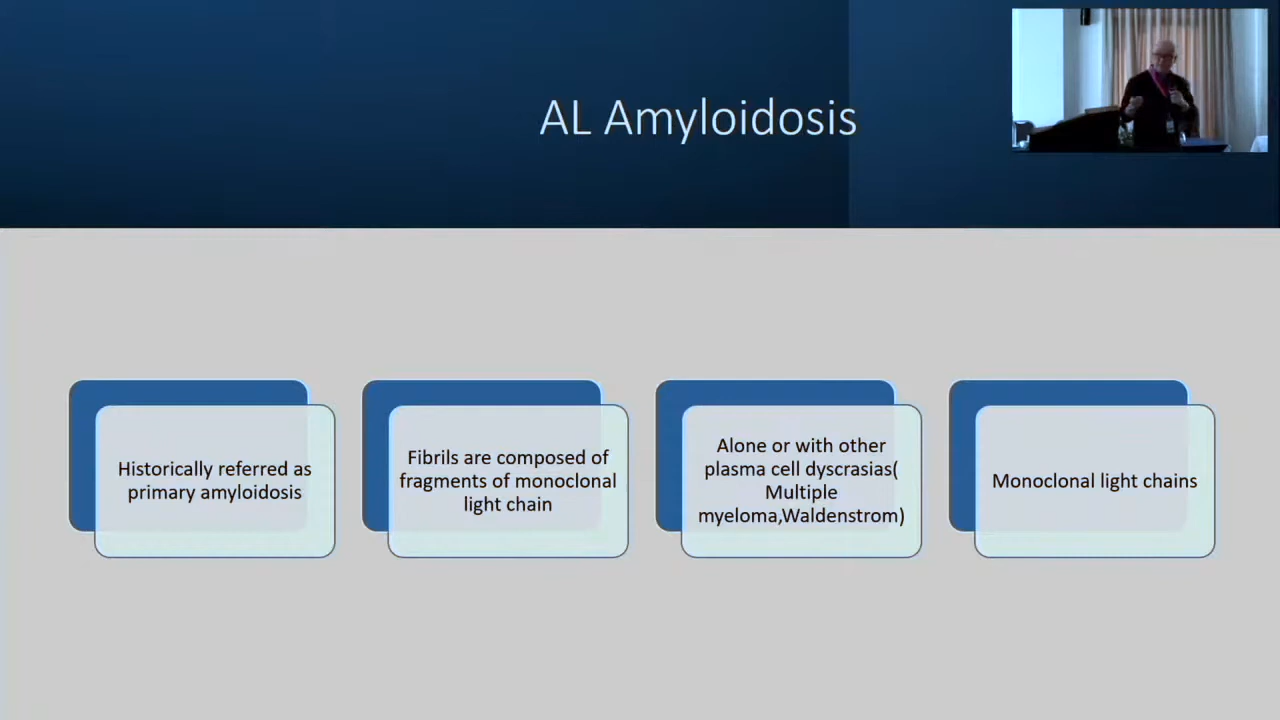 AL Amyloidosis
Historically referred as
primary amyloidosis
Fibrils are composed of
fragments of monoclonal
light chain
Alone or with other
plasma cell dyscrasias(
Multiple
myeloma,Waldenstrom)
Monoclonal light chains